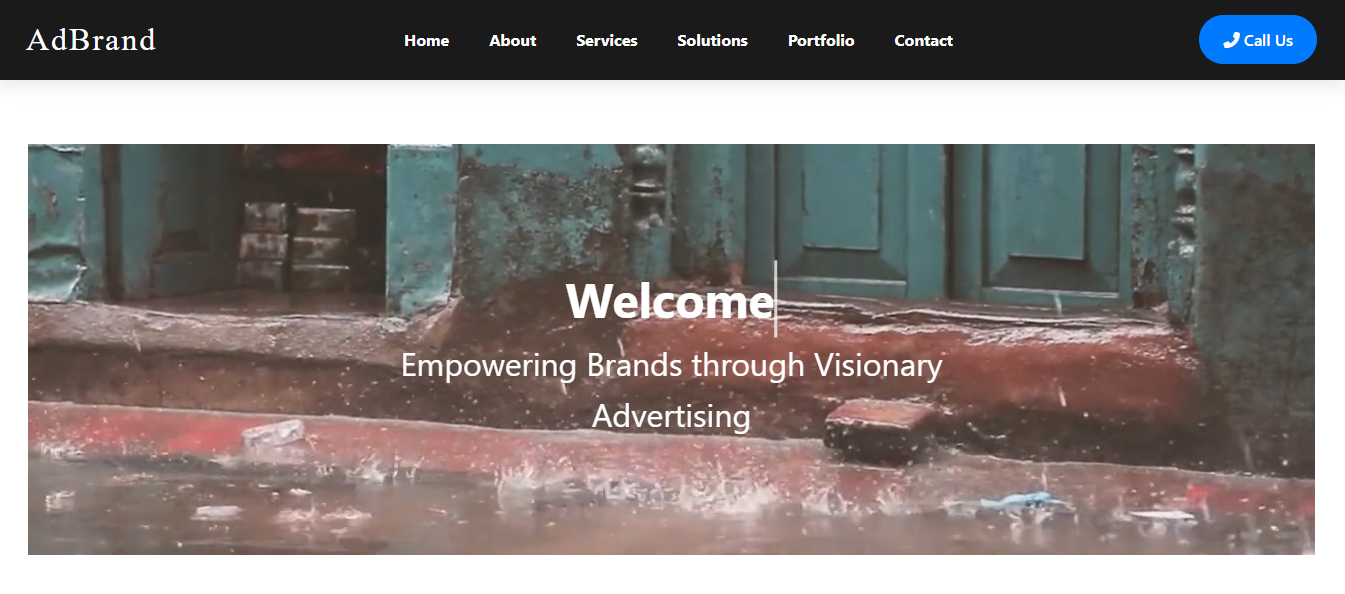 AdBrand
Home About Services Solutions Portfolio Contact
Call Us
Welcome
Empowering Brands through Visionary
Advertising